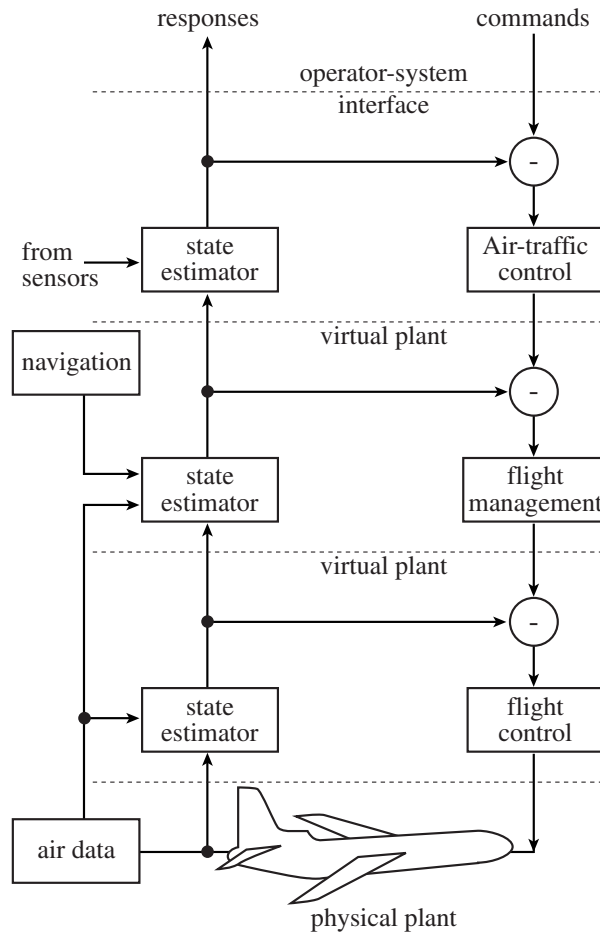 responses
commands
operator-system
interface
-
from
sensors
state
estimator
Air-traffic
control
virtual plant
navigation
-
state
estimator
flight
management
virtual plant
-
state
estimator
flight
control
air data
physical plant